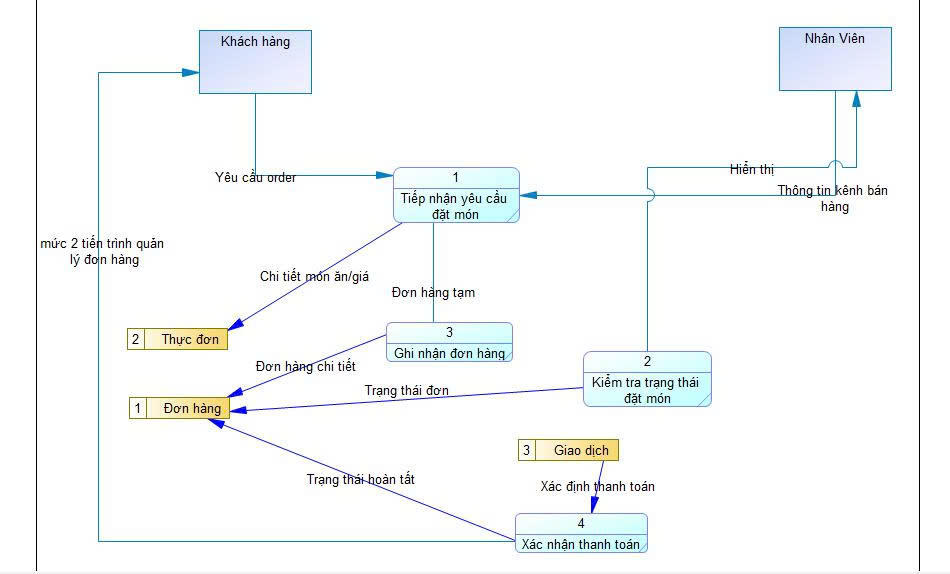 Khách hàng
Nhân Viên
Yêu cầu order
1
Tiếp nhận yêu cầu
đặt món
Hiển thị
Thông tin kênh bán
hàng
mức 2 tiến trình quản
lý đơn hàng
Chi tiết món ăn/giá
Đơn hàng tạm
2 Thực đơn
3
Ghi nhận đơn hàng
Đơn hàng chi tiết
2
Kiểm tra trạng thái
đặt món
Trạng thái đơn
1 Đơn hàng
3 Giao dịch
Trạng thái hoàn tất
Xác định thanh toán
4
Xác nhận thanh toán